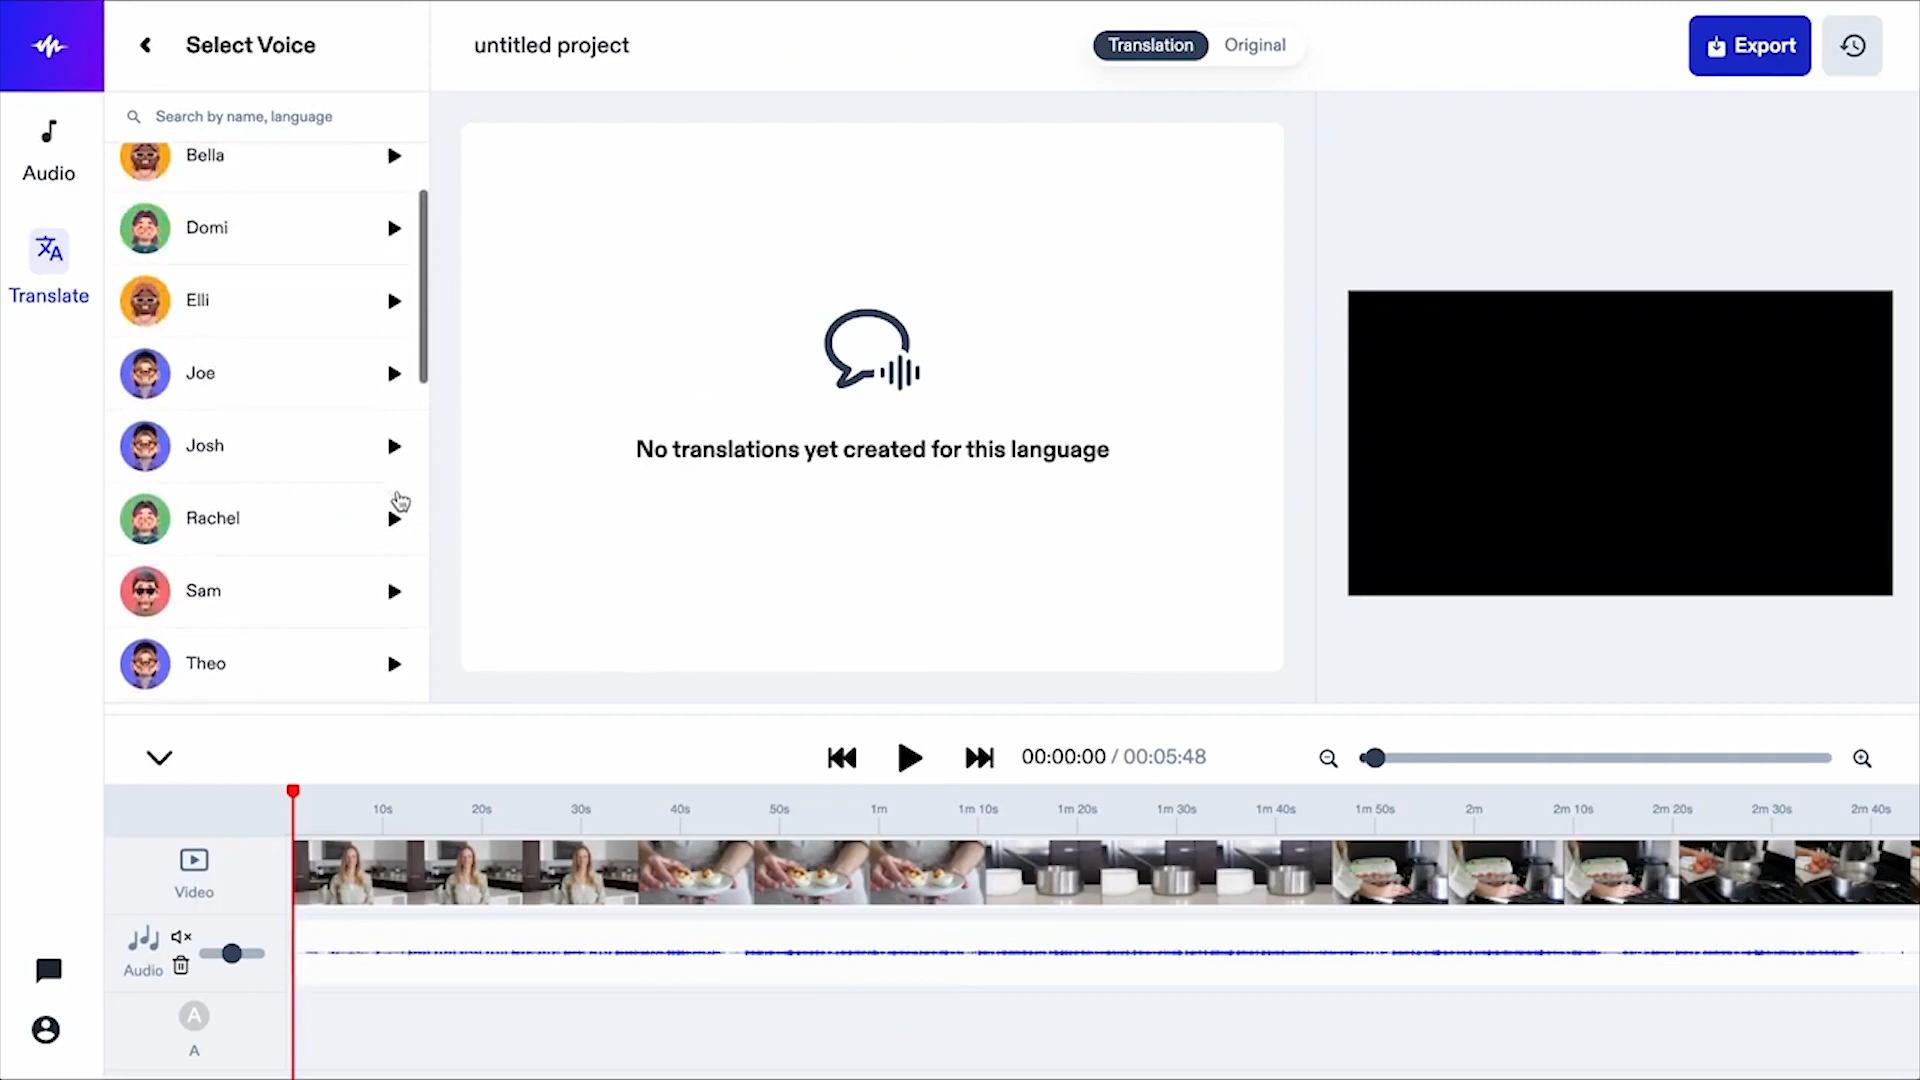 Select Voice
untitled project
Translation
Original
Export
Search by name, language
Audio
Translate
Bella
Domi
Elli
Joe
Josh
Rachel
Sam
Theo
No translations yet created for this language
00:00:00 / 00:05:48
10s 20s 30s 40s 50s 1m 1m 10s 1m 20s 1m 30s 1m 40s 1m 50s 2m 2m 10s 2m 20s 2m 30s 2m 40s
Video
Audio
A
A